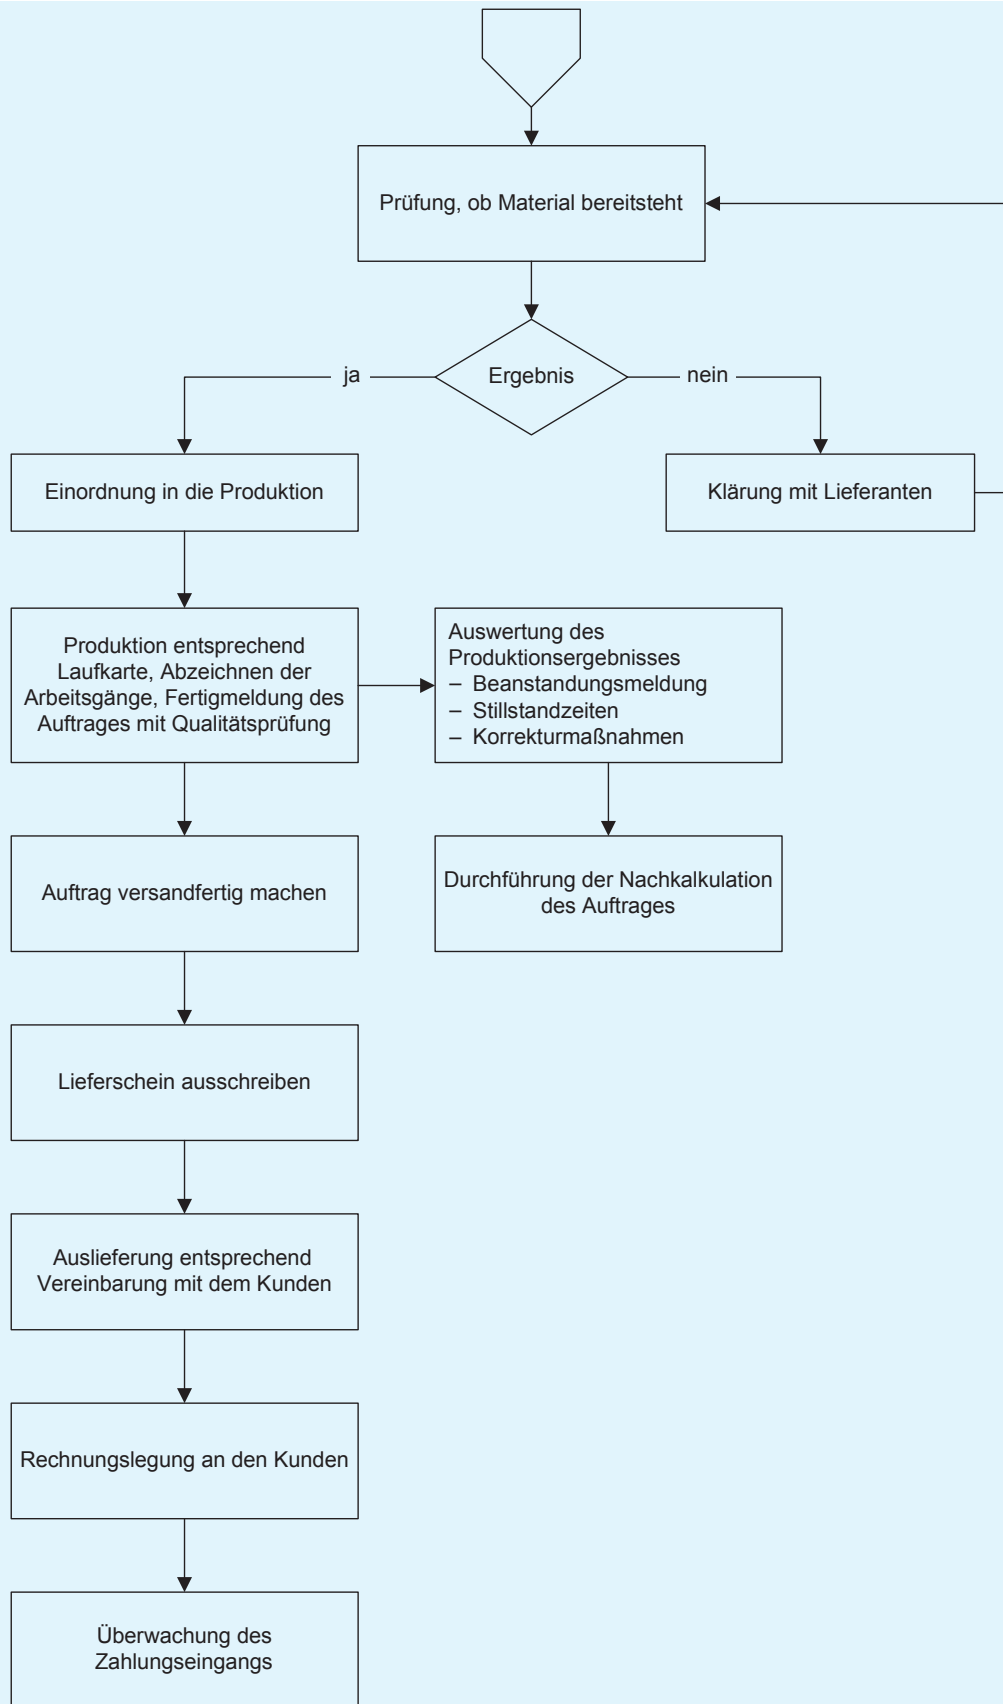 Prüfung, ob Material bereitsteht
ja
Ergebnis
nein
Einordnung in die Produktion
Klärung mit Lieferanten
Produktion entsprechend
Laufkarte, Abzeichnen der
Arbeitsgänge, Fertigmeldung des
Auftrages mit Qualitätsprüfung
Auswertung des
Produktionsergebnisses
– Beanstandungsmeldung
– Stillstandzeiten
– Korrekturmaßnahmen
Auftrag versandfertig machen
Durchführung der Nachkalkulation
des Auftrages
Lieferschein ausschreiben
Auslieferung entsprechend
Vereinbarung mit dem Kunden
Rechnungslegung an den Kunden
Überwachung des
Zahlungseingangs